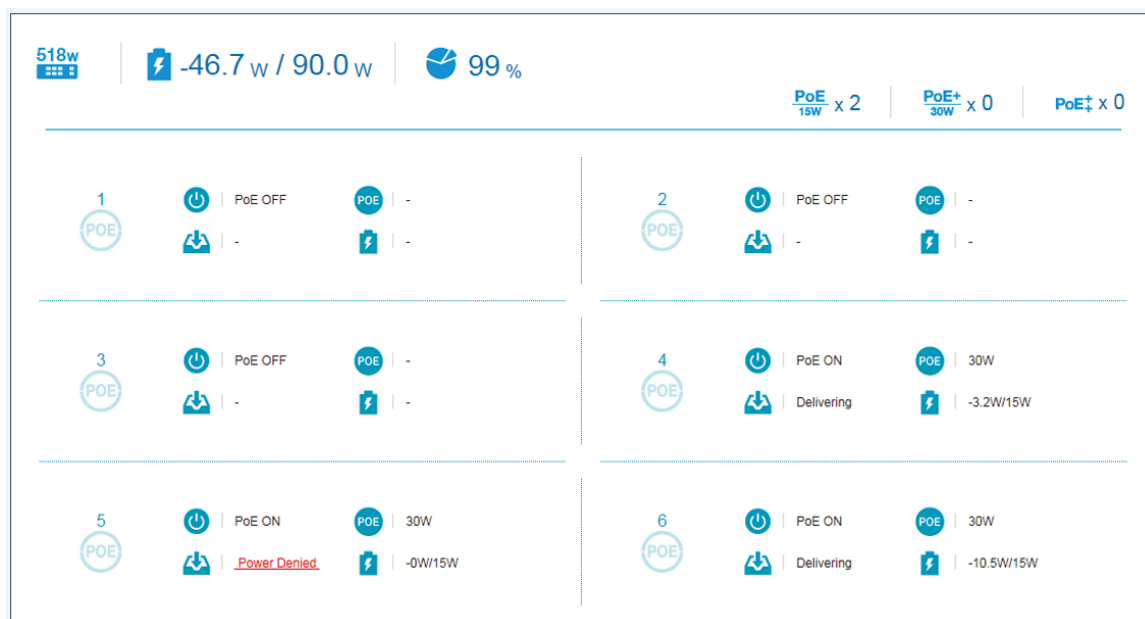 518w
-46.7 W / 90.0 W
99 %
PoE 15W x 2
PoE+ 30W x 0
PoE‡ x 0
1
POE
PoE OFF
POE
-
-
-
2
POE
PoE OFF
POE
-
-
-
3
POE
PoE OFF
POE
-
-
-
4
POE
PoE ON
POE
30W
Delivering
-3.2W/15W
5
POE
PoE ON
POE
30W
Power Denied
-0W/15W
6
POE
PoE ON
POE
30W
Delivering
-10.5W/15W